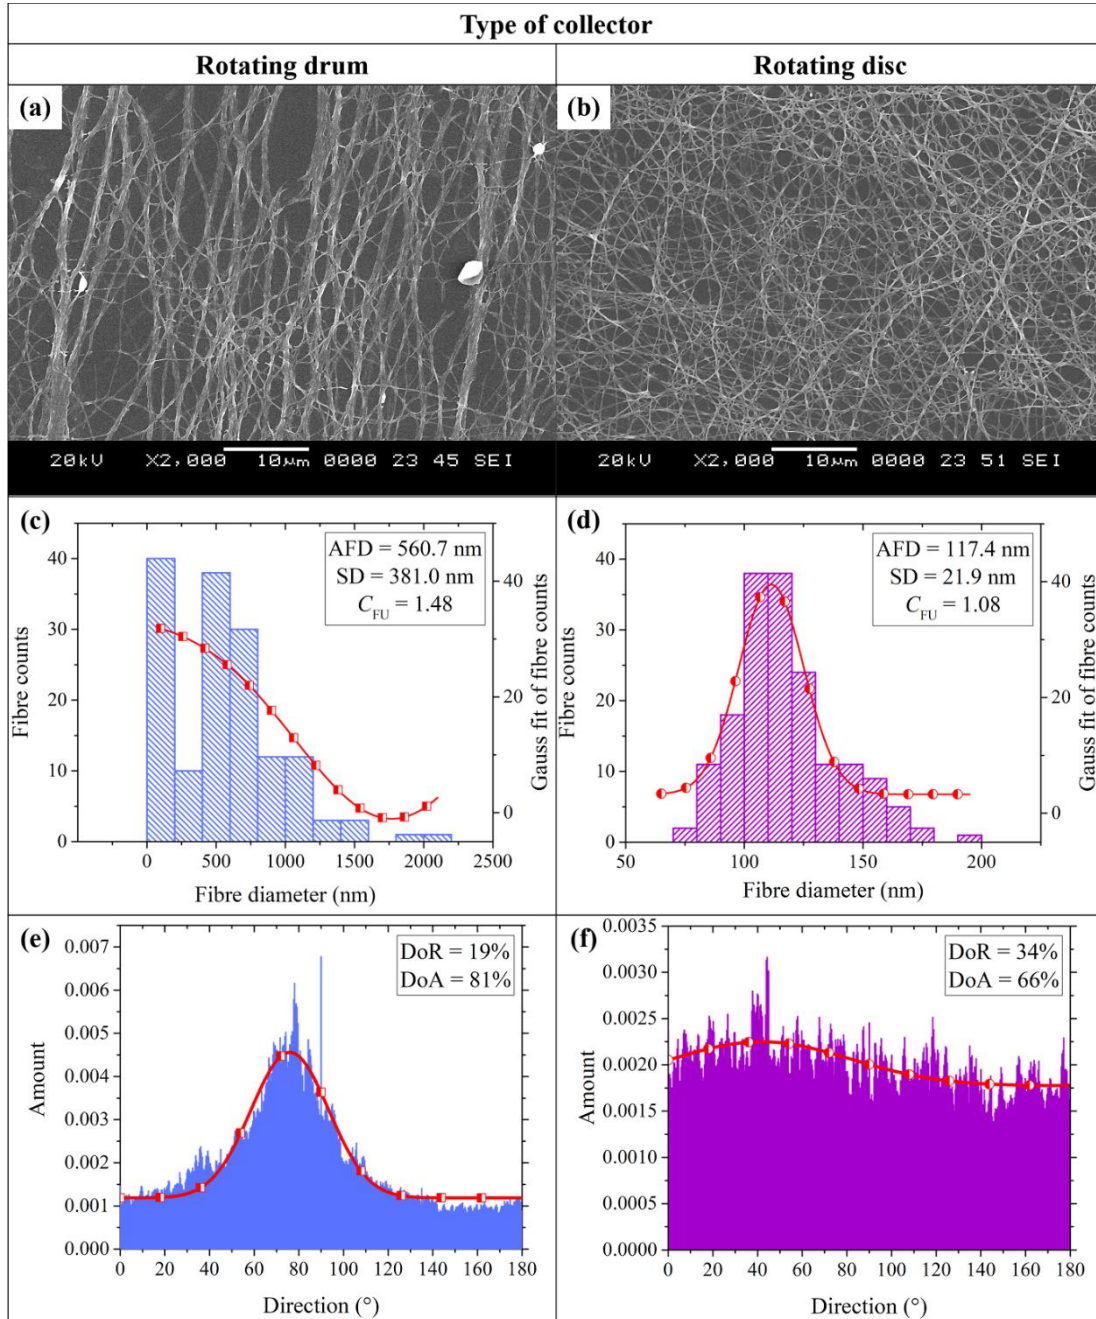 Type of collector
Rotating drum
Rotating disc
(a)
20kV X2,000 10μm 0000 23 45 SEI
(b)
20kV X2,000 10μm 0000 23 51 SEI
(c)
AFD = 560.7 nm
SD = 381.0 nm
CFU = 1.48
Fibre counts
40
30
20
10
0
0 500 1000 1500 2000 2500
Fibre diameter (nm)
40
20
0
Gauss fit of fibre counts
(d)
AFD = 117.4 nm
SD = 21.9 nm
CFU = 1.08
Fibre counts
40
35
30
25
20
15
10
5
0
50 100 150 200
Fibre diameter (nm)
40
20
0
Gauss fit of fibre counts
(e)
DoR = 19%
DoA = 81%
Amount
0.007
0.006
0.005
0.004
0.003
0.002
0.001
0.000
0 20 40 60 80 100 120 140 160 180
Direction (°)
(f)
DoR = 34%
DoA = 66%
Amount
0.0035
0.0030
0.0025
0.0020
0.0015
0.0010
0.0005
0.0000
0 20 40 60 80 100 120 140 160 180
Direction (°)